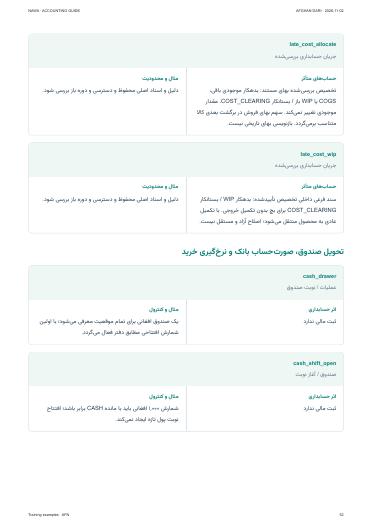 NAWA · ACCOUNTING GUIDE
AFGHAN DARI · 2026-11-02
late_cost_allocate
جریان حسابداری بررسی‌شده
حساب‌های متأثر
تخصیص بررسی‌شده بهای مستند: بدهکار موجودی باقی،
COGS یا WIP باز / بستانکار COST_CLEARING. مقدار
موجودی تغییر نمی‌کند. سهم بهای فروش در برگشت بعدی کالا
متناسب برمی‌گردد. بازنویسی بهای تاریخی نیست.
مثال و محدودیت
دلیل و اسناد اصلی محفوظ و دسترسی و دوره باز بررسی شود.
late_cost_wip
جریان حسابداری بررسی‌شده
حساب‌های متأثر
سند فرعی داخلی تخصیص تأییدشده: بدهکار WIP / بستانکار
COST_CLEARING برای بچ بدون تکمیل خروجی. با تکمیل
عادی به محصول منتقل می‌شود؛ اصلاح آزاد و مستقل نیست.
مثال و محدودیت
دلیل و اسناد اصلی محفوظ و دسترسی و دوره باز بررسی شود.
تحویل صندوق، صورت‌حساب بانک و نرخ‌گیری خرید
cash_drawer
عملیات / نوبت صندوق
اثر حسابداری
ثبت مالی ندارد
مثال و کنترول
یک صندوق افغانی برای تمام موقعیت معرفی می‌شود؛ با اولین
شمارش افتتاحی مطابق دفتر فعال می‌گردد.
cash_shift_open
صندوق / آغاز نوبت
اثر حسابداری
ثبت مالی ندارد
مثال و کنترول
شمارش ۱٬۰۰۰ افغانی باید با مانده CASH برابر باشد؛ افتتاح
نوبت پول تازه ایجاد نمی‌کند.
Training examples · AFN